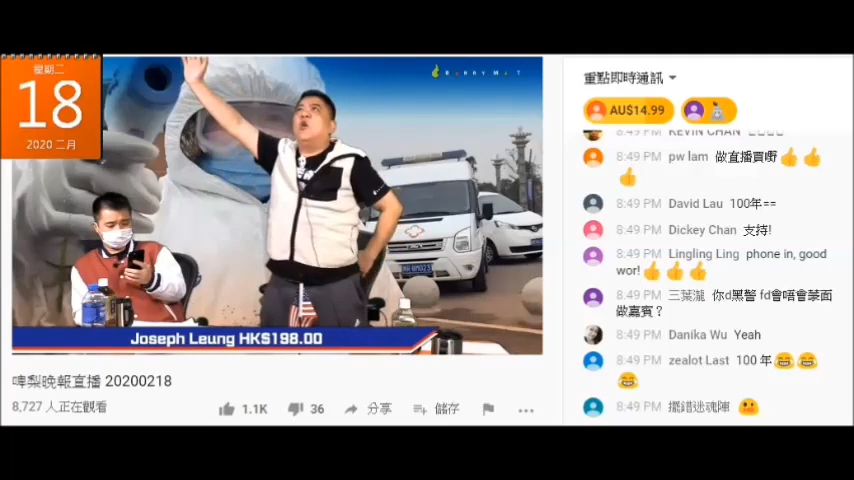 星期二
18
2020 二月
BERRY MAT
Joseph Leung HK$198.00
啤梨晚報直播 20200218
8,727 人正在觀看
1.1K
36
分享
儲存
重點即時通訊
AU$14.99
8:49 PM KEVIN CHAN
8:49 PM pw lam 做直播買嘢
8:49 PM David Lau 100年==
8:49 PM Dickey Chan 支持!
8:49 PM Lingling Ling phone in, good
wor!
8:49 PM 三葉瀧 你d黑警 fd會唔會蒙面
做嘉賓？
8:49 PM Danika Wu Yeah
8:49 PM zealot Last 100 年
8:49 PM 擺錯迷魂陣